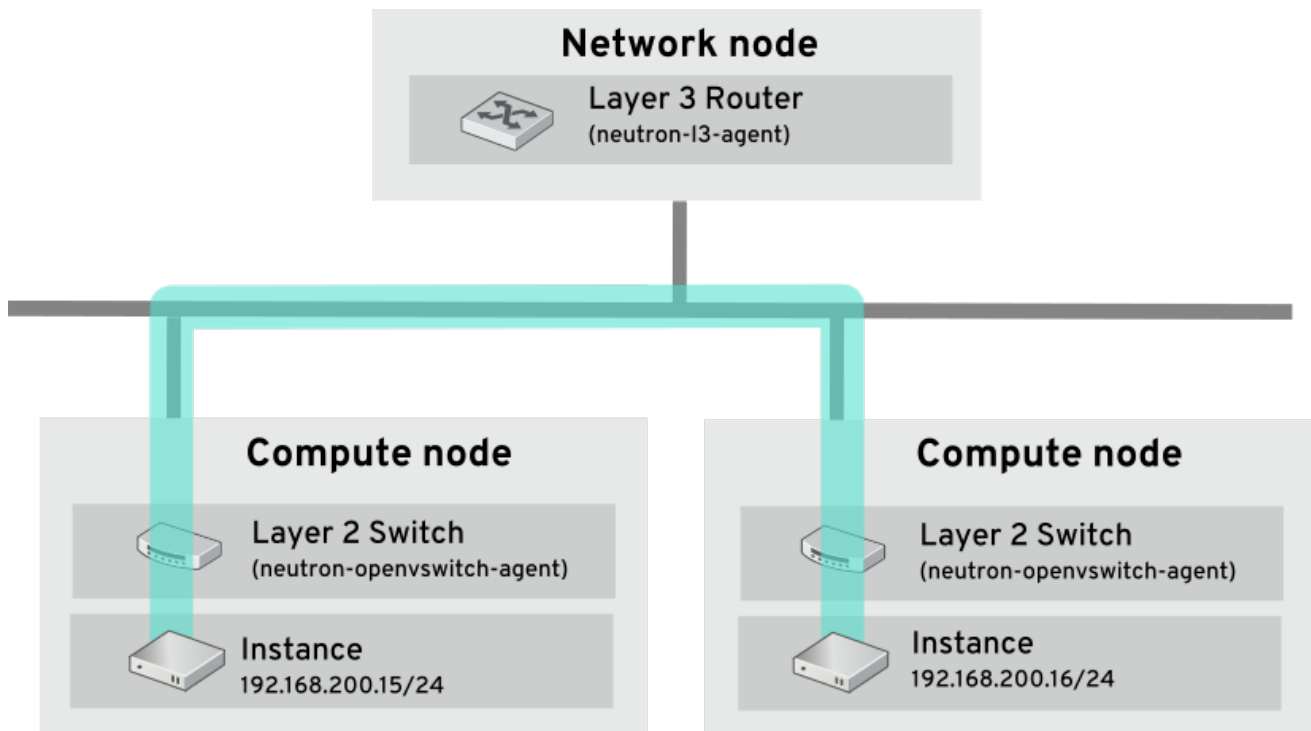 Network node
Layer 3 Router
(neutron-l3-agent)
Compute node
Layer 2 Switch
(neutron-openvswitch-agent)
Instance
192.168.200.15/24
Compute node
Layer 2 Switch
(neutron-openvswitch-agent)
Instance
192.168.200.16/24